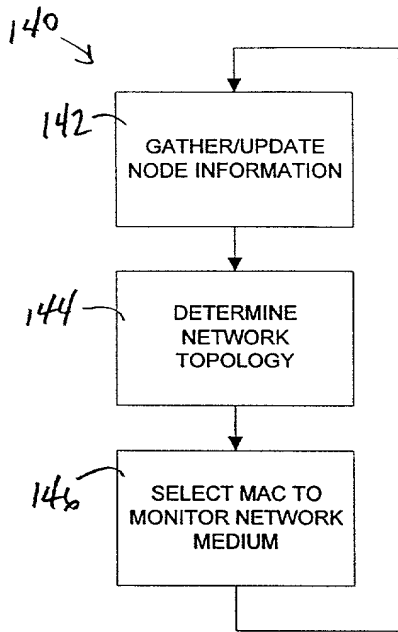 140
142
GATHER/UPDATE
NODE INFORMATION
144
DETERMINE
NETWORK
TOPOLOGY
146
SELECT MAC TO
MONITOR NETWORK
MEDIUM